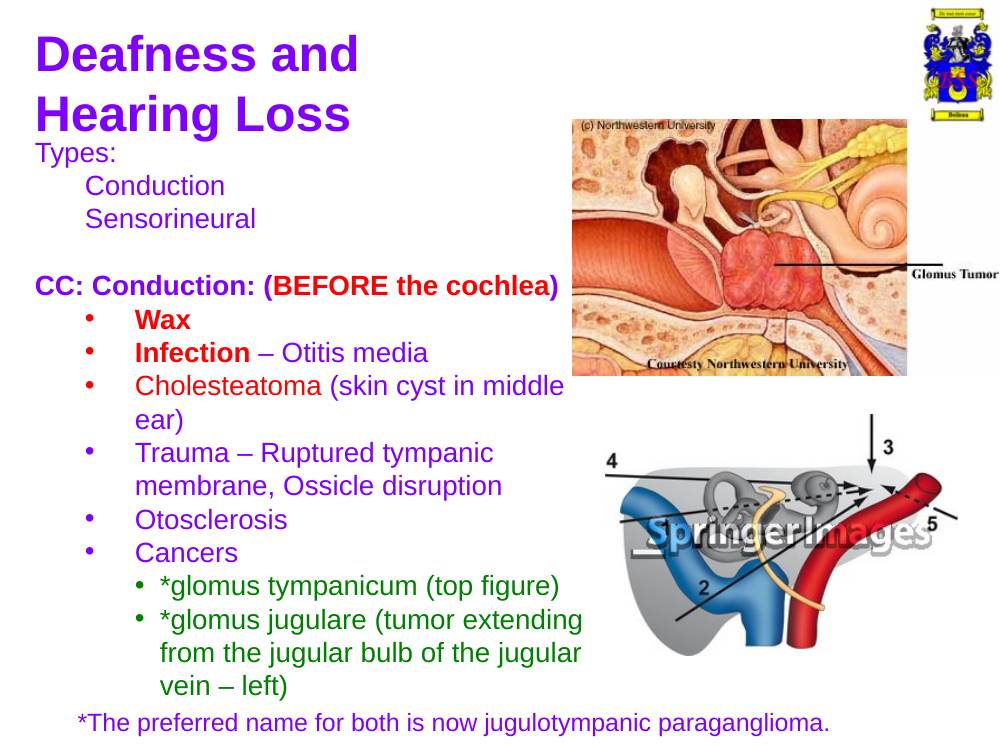 Deafness and
Hearing Loss
Types:
Conduction
Sensorineural
CC: Conduction: (BEFORE the cochlea)
• Wax
• Infection – Otitis media
• Cholesteatoma (skin cyst in middle
ear)
• Trauma – Ruptured tympanic
membrane, Ossicle disruption
• Otosclerosis
• Cancers
• *glomus tympanicum (top figure)
• *glomus jugulare (tumor extending
from the jugular bulb of the jugular
vein – left)
*The preferred name for both is now jugulotympanic paraganglioma.
(c) Northwestern University
Glomus Tumor
Courtesty Northwestern University
3
4
5
SpringerImages
2